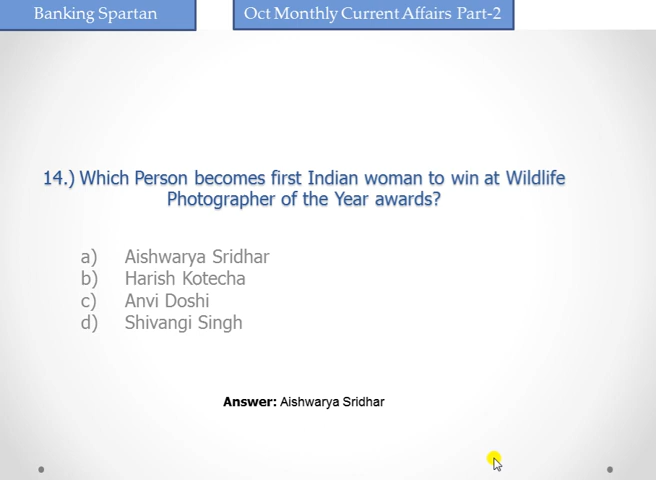 Banking Spartan
Oct Monthly Current Affairs Part-2
14.) Which Person becomes first Indian woman to win at Wildlife
Photographer of the Year awards?
a) Aishwarya Sridhar
b) Harish Kotecha
c) Anvi Doshi
d) Shivangi Singh
Answer: Aishwarya Sridhar